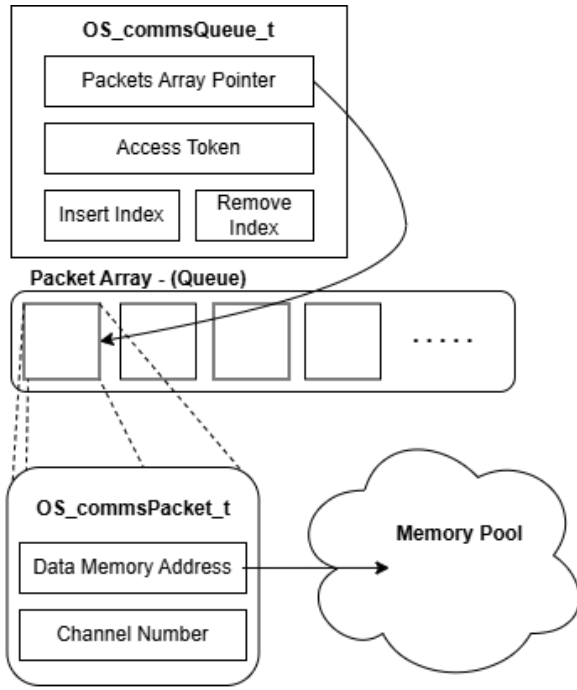 OS_commsQueue_t
Packets Array Pointer
Access Token
Insert Index
Remove
Index
Packet Array - (Queue)
.....
OS_commsPacket_t
Data Memory Address
Memory Pool
Channel Number